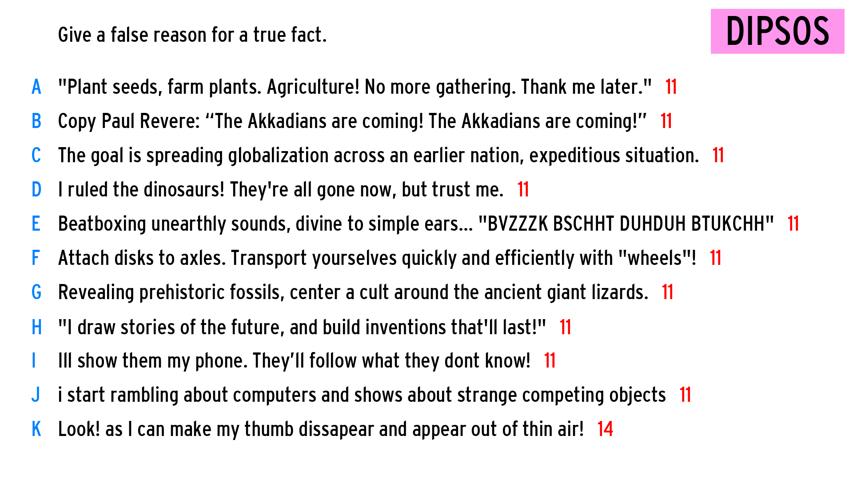 Give a false reason for a true fact.
DIPSOS
A "Plant seeds, farm plants. Agriculture! No more gathering. Thank me later." 11
B Copy Paul Revere: “The Akkadians are coming! The Akkadians are coming!” 11
C The goal is spreading globalization across an earlier nation, expeditious situation. 11
D I ruled the dinosaurs! They're all gone now, but trust me. 11
E Beatboxing unearthly sounds, divine to simple ears... "BVZZZK BSCHHT DUHDUH BTUKCHH" 11
F Attach disks to axles. Transport yourselves quickly and efficiently with "wheels"! 11
G Revealing prehistoric fossils, center a cult around the ancient giant lizards. 11
H "I draw stories of the future, and build inventions that'll last!" 11
I Ill show them my phone. They’ll follow what they dont know! 11
J i start rambling about computers and shows about strange competing objects 11
K Look! as I can make my thumb dissapear and appear out of thin air! 14